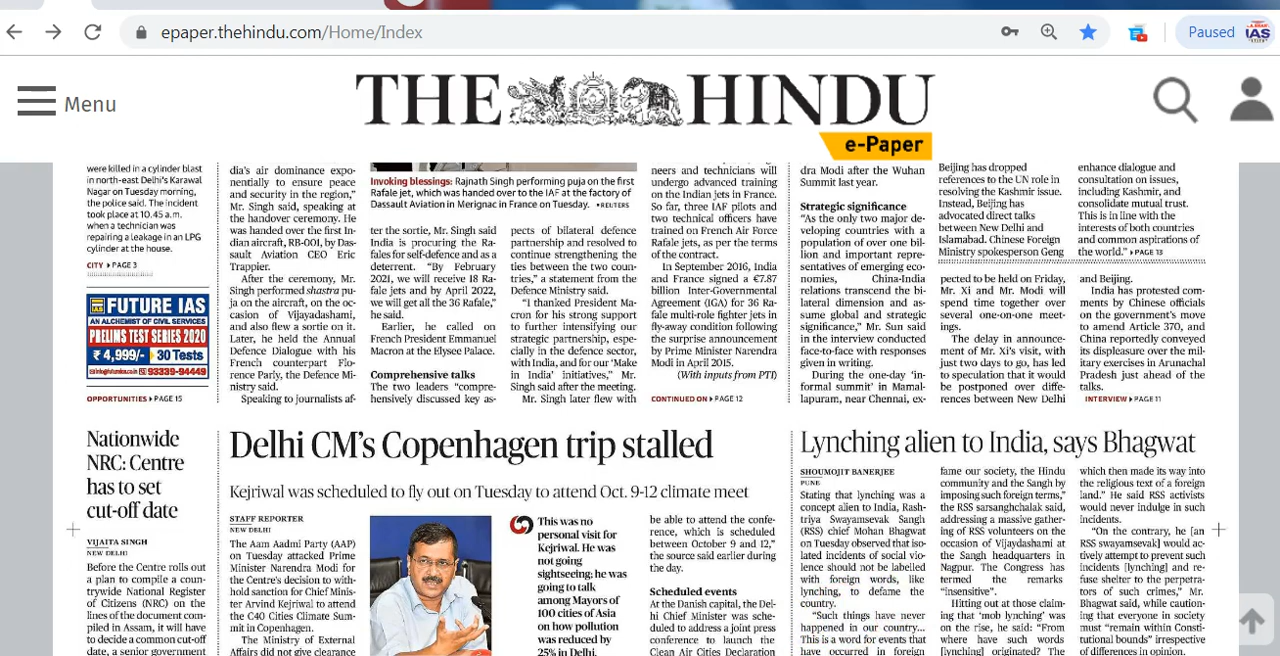 epaper.thehindu.com/Home/Index
Paused
IAS
Menu
THE HINDU
e-Paper
were killed in a cylinder blast
in north-east Delhi's Karawal
Nagar on Tuesday morning,
the police said. The incident
took place at 10.45 a.m.
when a technician was
repairing a leakage in an LPG
cylinder at the house.
CITY ▸ PAGE 3
FUTURE IAS
AN ALCHEMIST OF CIVIL SERVICES
PRELIMS TEST SERIES 2020
₹ 4,999/- 30 Tests
93339-94449
OPPORTUNITIES ▸ PAGE 15
dia's air dominance expo-
nentially to ensure peace
and security in the region,"
Mr. Singh said, speaking at
the handover ceremony. He
was handed over the first In-
dian aircraft, RB-001, by Das-
sault Aviation CEO Eric
Trappier.
After the ceremony, Mr.
Singh performed shastra pu-
ja on the aircraft, on the oc-
casion of Vijayadashami,
and also flew a sortie on it.
Later, he held the Annual
Defence Dialogue with his
French counterpart Flo-
rence Parly, the Defence Mi-
nistry said.
Speaking to journalists af-
Invoking blessings: Rajnath Singh performing puja on the first
Rafale jet, which was handed over to the IAF at the factory of
Dassault Aviation in Merignac in France on Tuesday. •REUTERS
ter the sortie, Mr. Singh said
India is procuring the Ra-
fales for self-defence and as a
deterrent. "By February
2021, we will receive 18 Ra-
fale jets and by April 2022,
we will get all the 36 Rafale,"
he said.
Earlier, he called on
French President Emmanuel
Macron at the Elysee Palace.
Comprehensive talks
The two leaders "compre-
hensively discussed key as-
pects of bilateral defence
partnership and resolved to
continue strengthening the
ties between the two coun-
tries," a statement from the
Defence Ministry said.
"I thanked President Ma-
cron for his strong support
to further intensifying our
strategic partnership, espe-
cially in the defence sector,
with India, and for our 'Make
in India' initiatives," Mr.
Singh said after the meeting.
Mr. Singh later flew with
neers and technicians will
undergo advanced training
on the Indian jets in France.
So far, three IAF pilots and
two technical officers have
trained on French Air Force
Rafale jets, as per the terms
of the contract.
In September 2016, India
and France signed a €7.87
billion Inter-Governmental
Agreement (IGA) for 36 Ra-
fale multi-role fighter jets in
fly-away condition following
the surprise announcement
by Prime Minister Narendra
Modi in April 2015.
(With inputs from PTI)
CONTINUED ON ▸ PAGE 12
dra Modi after the Wuhan
Summit last year.
Strategic significance
"As the only two major de-
veloping countries with a
population of over one bil-
lion and important repre-
sentatives of emerging eco-
nomies, China-India
relations transcend the bi-
lateral dimension and as-
sume global and strategic
significance," Mr. Sun said
in the interview conducted
face-to-face with responses
given in writing.
During the one-day 'in-
formal summit' in Mamal-
lapuram, near Chennai, ex-
Beijing has dropped
references to the UN role in
resolving the Kashmir issue.
Instead, Beijing has
advocated direct talks
between New Delhi and
Islamabad. Chinese Foreign
Ministry spokesperson Geng
enhance dialogue and
consultation on issues,
including Kashmir, and
consolidate mutual trust.
This is in line with the
interests of both countries
and common aspirations of
the world." ▸ PAGE 13
pected to be held on Friday,
Mr. Xi and Mr. Modi will
spend time together over
several one-on-one meet-
ings.
The delay in announce-
ment of Mr. Xi's visit, with
just two days to go, has led
to speculation that it would
be postponed over diffe-
rences between New Delhi
and Beijing.
India has protested com-
ments by Chinese officials
on the government's move
to amend Article 370, and
China reportedly conveyed
its displeasure over the mil-
itary exercises in Arunachal
Pradesh just ahead of the
talks.
INTERVIEW ▸ PAGE 11
Nationwide
NRC: Centre
has to set
cut-off date
VIJAITA SINGH
NEW DELHI
Before the Centre rolls out
a plan to compile a coun-
trywide National Register
of Citizens (NRC) on the
lines of the document com-
piled in Assam, it will have
to decide a common cut-off
date, a senior government
Delhi CM's Copenhagen trip stalled
Kejriwal was scheduled to fly out on Tuesday to attend Oct. 9-12 climate meet
STAFF REPORTER
NEW DELHI
The Aam Aadmi Party (AAP)
on Tuesday attacked Prime
Minister Narendra Modi for
the Centre's decision to with-
hold sanction for Chief Minis-
ter Arvind Kejriwal to attend
the C40 Cities Climate Sum-
mit in Copenhagen.
The Ministry of External
Affairs did not give clearance
This was no
personal visit for
Kejriwal. He was
not going
sightseeing; he was
going to talk
among Mayors of
100 cities of Asia
on how pollution
was reduced by
25% in Delhi.
be able to attend the confe-
rence, which is scheduled
between October 9 and 12,"
the source said earlier during
the day.
Scheduled events
At the Danish capital, the Del-
hi Chief Minister was sche-
duled to address a joint press
conference to launch the
Clean Air Cities Declaration
Lynching alien to India, says Bhagwat
SHOUMOJIT BANERJEE
PUNE
Stating that lynching was a
concept alien to India, Rash-
triya Swayamsevak Sangh
(RSS) chief Mohan Bhagwat
on Tuesday observed that iso-
lated incidents of social vio-
lence should not be labelled
with foreign words, like
lynching, to defame the
country.
"Such things have never
happened in our country...
This is a word for events that
have occurred in foreign
fame our society, the Hindu
community and the Sangh by
imposing such foreign terms,"
the RSS sarsanghchalak said,
addressing a massive gather-
ing of RSS volunteers on the
occasion of Vijaydashami at
the Sangh headquarters in
Nagpur. The Congress has
termed the remarks
"insensitive".
Hitting out at those claim-
ing that 'mob lynching' was
on the rise, he said: "From
where have such words
[lynching] originated? The
which then made its way into
the religious text of a foreign
land." He said RSS activists
would never indulge in such
incidents.
"On the contrary, he [an
RSS swayamsevak] would ac-
tively attempt to prevent such
incidents [lynching] and re-
fuse shelter to the perpetra-
tors of such crimes," Mr.
Bhagwat said, while caution-
ing that everyone in society
must "remain within Consti-
tutional bounds" irrespective
of differences in opinion.